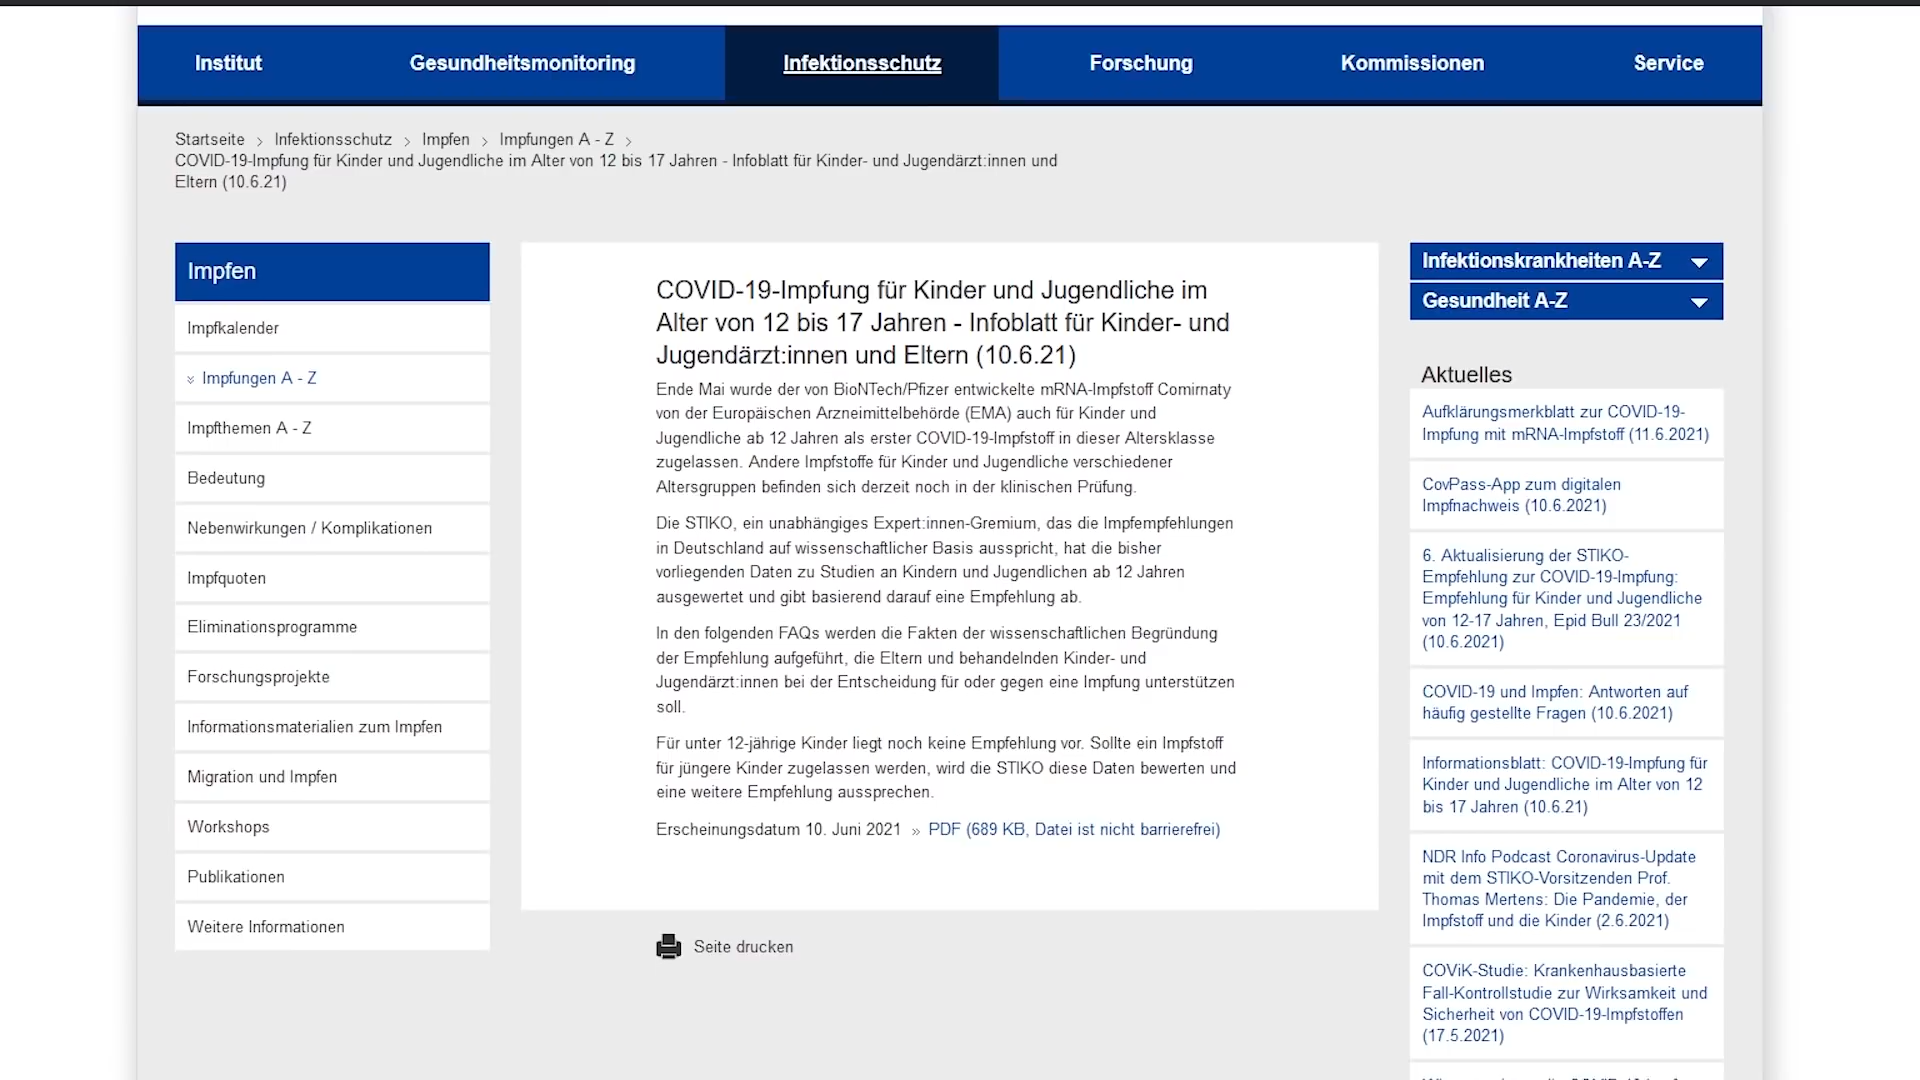 Institut
Gesundheitsmonitoring
Infektionsschutz
Forschung
Kommissionen
Service
Startseite > Infektionsschutz > Impfen > Impfungen A - Z >
COVID-19-Impfung für Kinder und Jugendliche im Alter von 12 bis 17 Jahren - Infoblatt für Kinder- und Jugendärzt:innen und
Eltern (10.6.21)
Impfen
Impfkalender
Impfungen A - Z
Impfthemen A - Z
Bedeutung
Nebenwirkungen / Komplikationen
Impfquoten
Eliminationsprogramme
Forschungsprojekte
Informationsmaterialien zum Impfen
Migration und Impfen
Workshops
Publikationen
Weitere Informationen
COVID-19-Impfung für Kinder und Jugendliche im
Alter von 12 bis 17 Jahren - Infoblatt für Kinder- und
Jugendärzt:innen und Eltern (10.6.21)
Ende Mai wurde der von BioNTech/Pfizer entwickelte mRNA-Impfstoff Comirnaty
von der Europäischen Arzneimittelbehörde (EMA) auch für Kinder und
Jugendliche ab 12 Jahren als erster COVID-19-Impfstoff in dieser Altersklasse
zugelassen. Andere Impfstoffe für Kinder und Jugendliche verschiedener
Altersgruppen befinden sich derzeit noch in der klinischen Prüfung.
Die STIKO, ein unabhängiges Expert:innen-Gremium, das die Impfempfehlungen
in Deutschland auf wissenschaftlicher Basis ausspricht, hat die bisher
vorliegenden Daten zu Studien an Kindern und Jugendlichen ab 12 Jahren
ausgewertet und gibt basierend darauf eine Empfehlung ab.
In den folgenden FAQs werden die Fakten der wissenschaftlichen Begründung
der Empfehlung aufgeführt, die Eltern und behandelnden Kinder- und
Jugendärzt:innen bei der Entscheidung für oder gegen eine Impfung unterstützen
soll.
Für unter 12-jährige Kinder liegt noch keine Empfehlung vor. Sollte ein Impfstoff
für jüngere Kinder zugelassen werden, wird die STIKO diese Daten bewerten und
eine weitere Empfehlung aussprechen.
Erscheinungsdatum 10. Juni 2021 » PDF (689 KB, Datei ist nicht barrierefrei)
Seite drucken
Infektionskrankheiten A-Z
Gesundheit A-Z
Aktuelles
Aufklärungsmerkblatt zur COVID-19-
Impfung mit mRNA-Impfstoff (11.6.2021)
CovPass-App zum digitalen
Impfnachweis (10.6.2021)
6. Aktualisierung der STIKO-
Empfehlung zur COVID-19-Impfung:
Empfehlung für Kinder und Jugendliche
von 12-17 Jahren, Epid Bull 23/2021
(10.6.2021)
COVID-19 und Impfen: Antworten auf
häufig gestellte Fragen (10.6.2021)
Informationsblatt: COVID-19-Impfung für
Kinder und Jugendliche im Alter von 12
bis 17 Jahren (10.6.21)
NDR Info Podcast Coronavirus-Update
mit dem STIKO-Vorsitzenden Prof.
Thomas Mertens: Die Pandemie, der
Impfstoff und die Kinder (2.6.2021)
COViK-Studie: Krankenhausbasierte
Fall-Kontrollstudie zur Wirksamkeit und
Sicherheit von COVID-19-Impfstoffen
(17.5.2021)